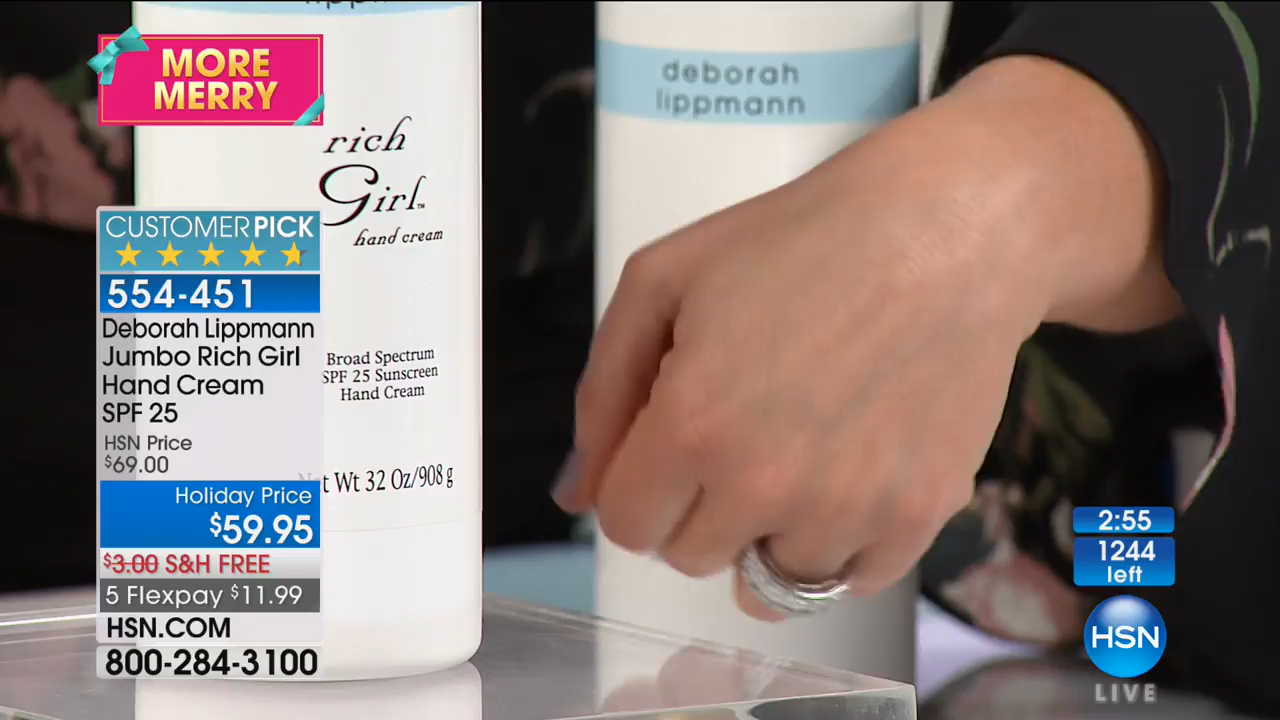 MORE
MERRY
CUSTOMER PICK
554-451
Deborah Lippmann
Jumbo Rich Girl
Hand Cream
SPF 25
HSN Price
$69.00
Holiday Price
$59.95
$3.00 S&H FREE
5 Flexpay $11.99
HSN.COM
800-284-3100
rich
Girl™
hand cream
Broad Spectrum
SPF 25 Sunscreen
Hand Cream
Net Wt 32 Oz/908 g
deborah
lippmann
2:55
1244
left
HSN
LIVE